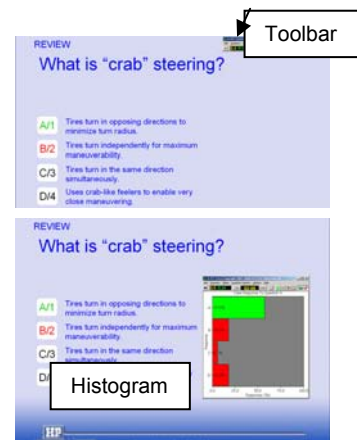 Toolbar
REVIEW
What is "crab" steering?
A/1 Tires turn in opposing directions to
minimize turn radius.
B/2 Tires turn independently for maximum
maneuverability.
C/3 Tires turn in the same direction
simultaneously.
D/4 Uses crab-like feelers to enable very
close maneuvering.
REVIEW
What is "crab" steering?
A/1 Tires turn in opposing directions to
minimize turn radius.
B/2 Tires turn independently for maximum
maneuverability.
C/3 Tires turn in the same direction
Histogram
HP